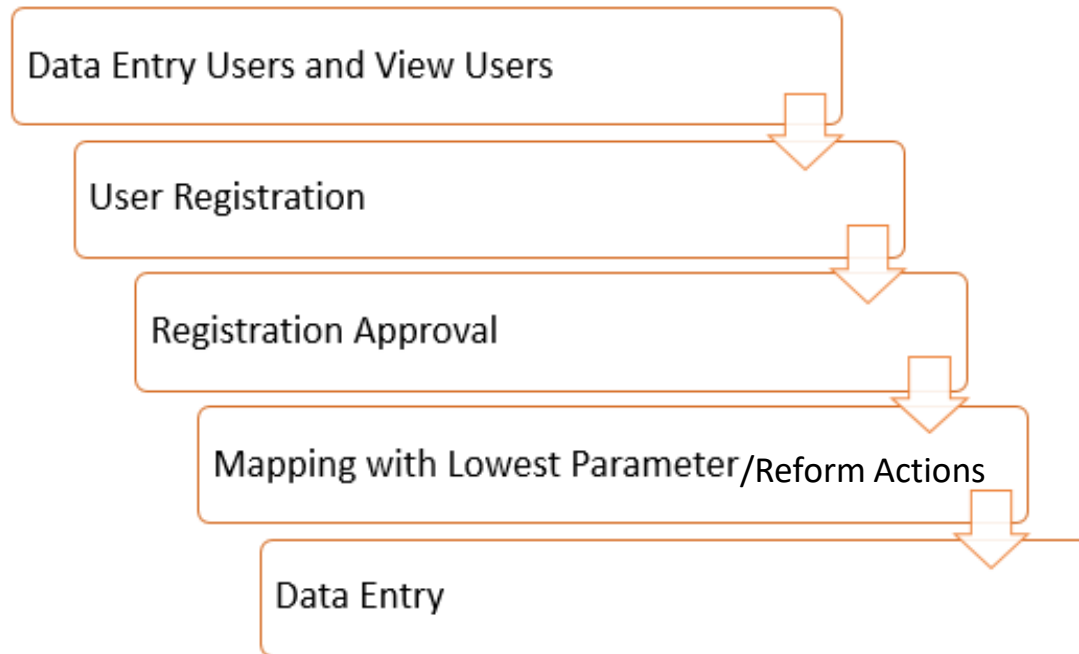 Data Entry Users and View Users
User Registration
Registration Approval
Mapping with Lowest Parameter/Reform Actions
Data Entry